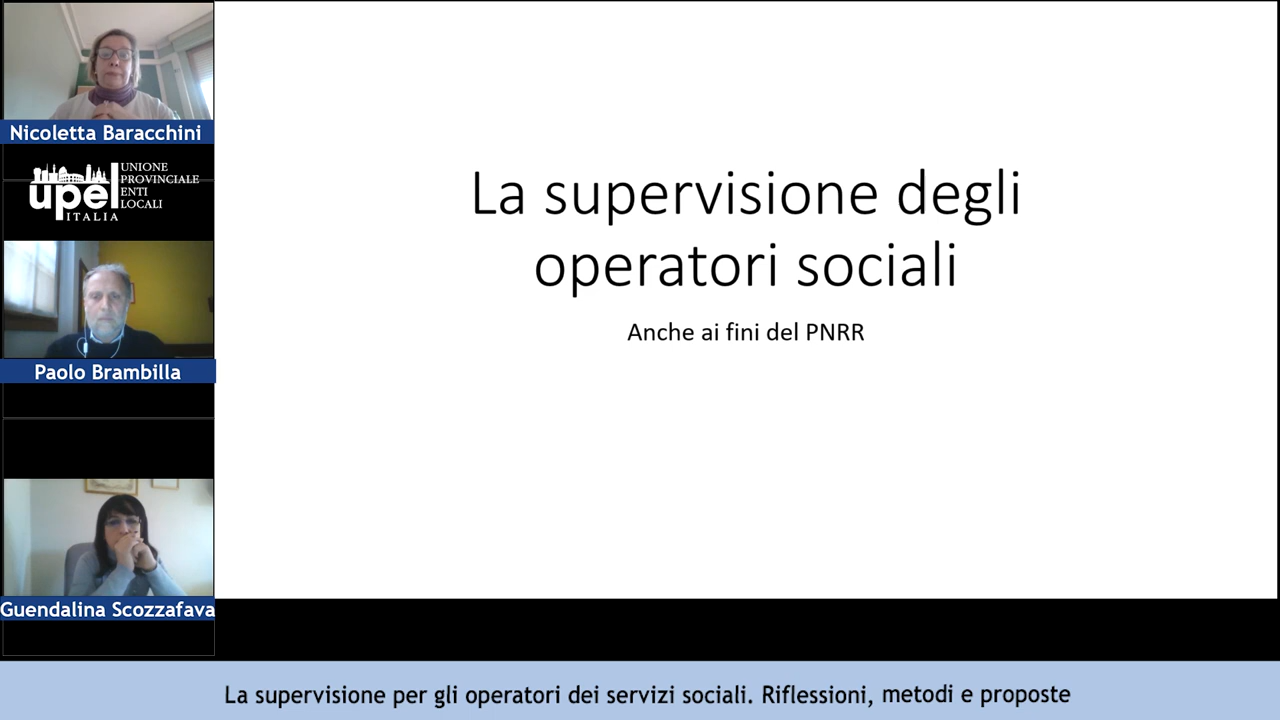 Nicoletta Baracchini
upel
ITALIA
UNIONE
PROVINCIALE
ENTI
LOCALI
Paolo Brambilla
Guendalina Scozzafava
La supervisione degli
operatori sociali
Anche ai fini del PNRR
La supervisione per gli operatori dei servizi sociali. Riflessioni, metodi e proposte